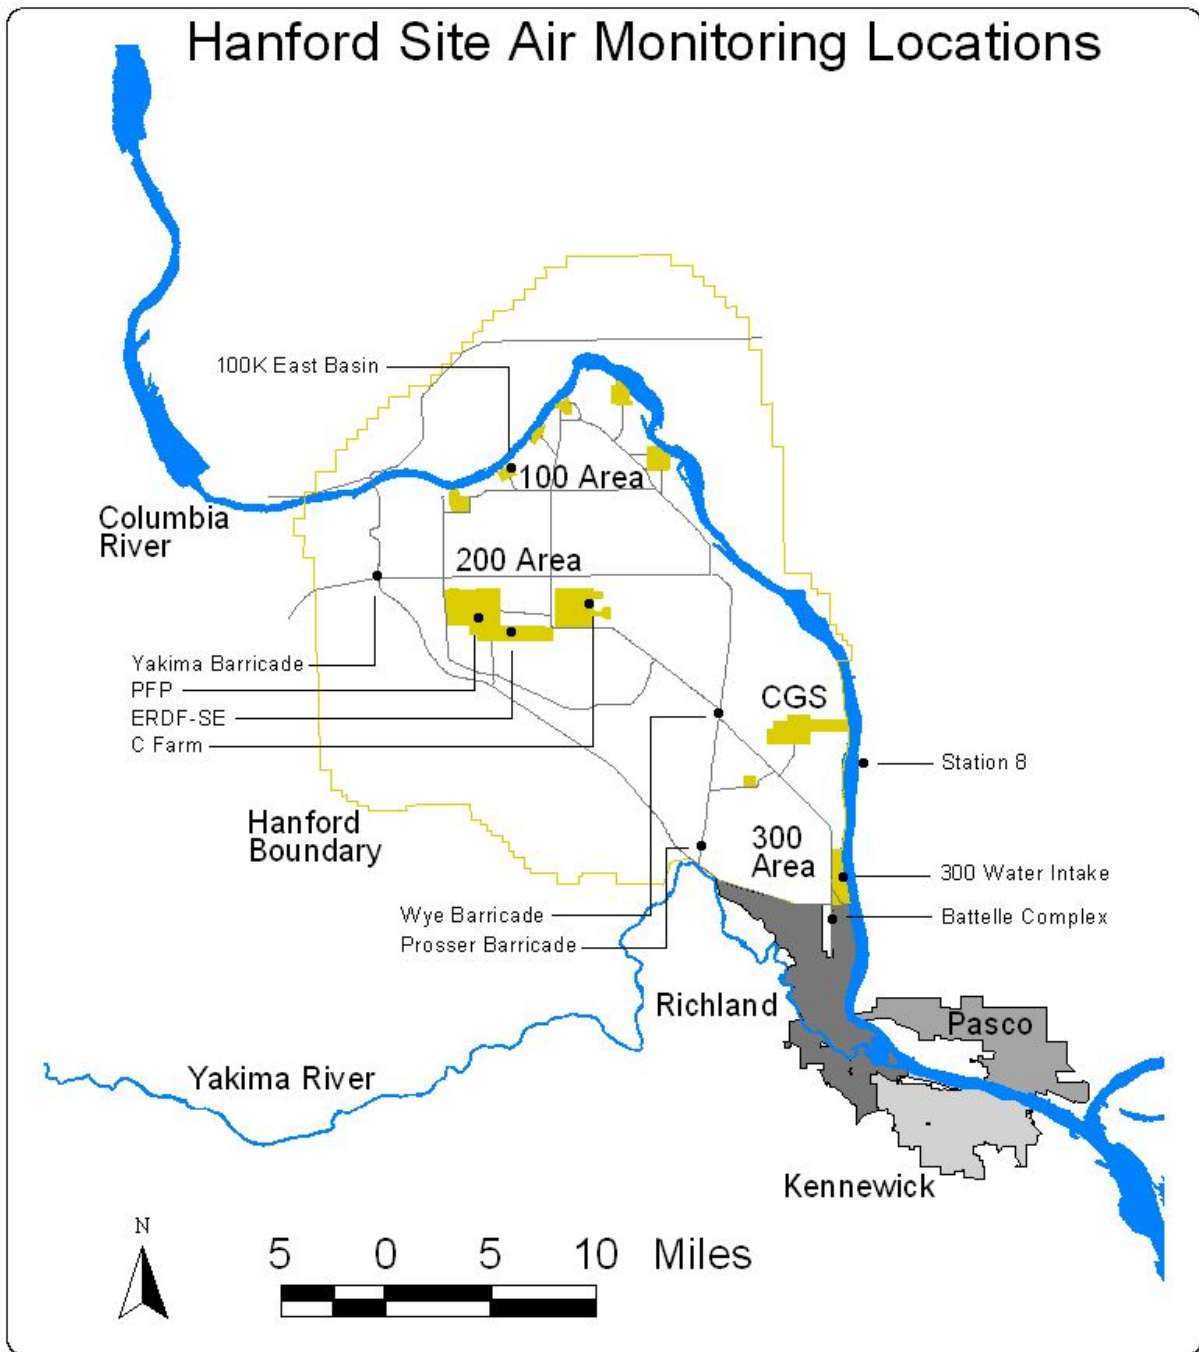 Hanford Site Air Monitoring Locations
100K East Basin
100 Area
Columbia
River
200 Area
Yakima Barricade
PFP
ERDF-SE
C Farm
CGS
Station 8
Hanford
Boundary
300
Area
300 Water Intake
Wye Barricade
Battelle Complex
Prosser Barricade
Richland
Pasco
Yakima River
Kennewick
N
5 0 5 10 Miles